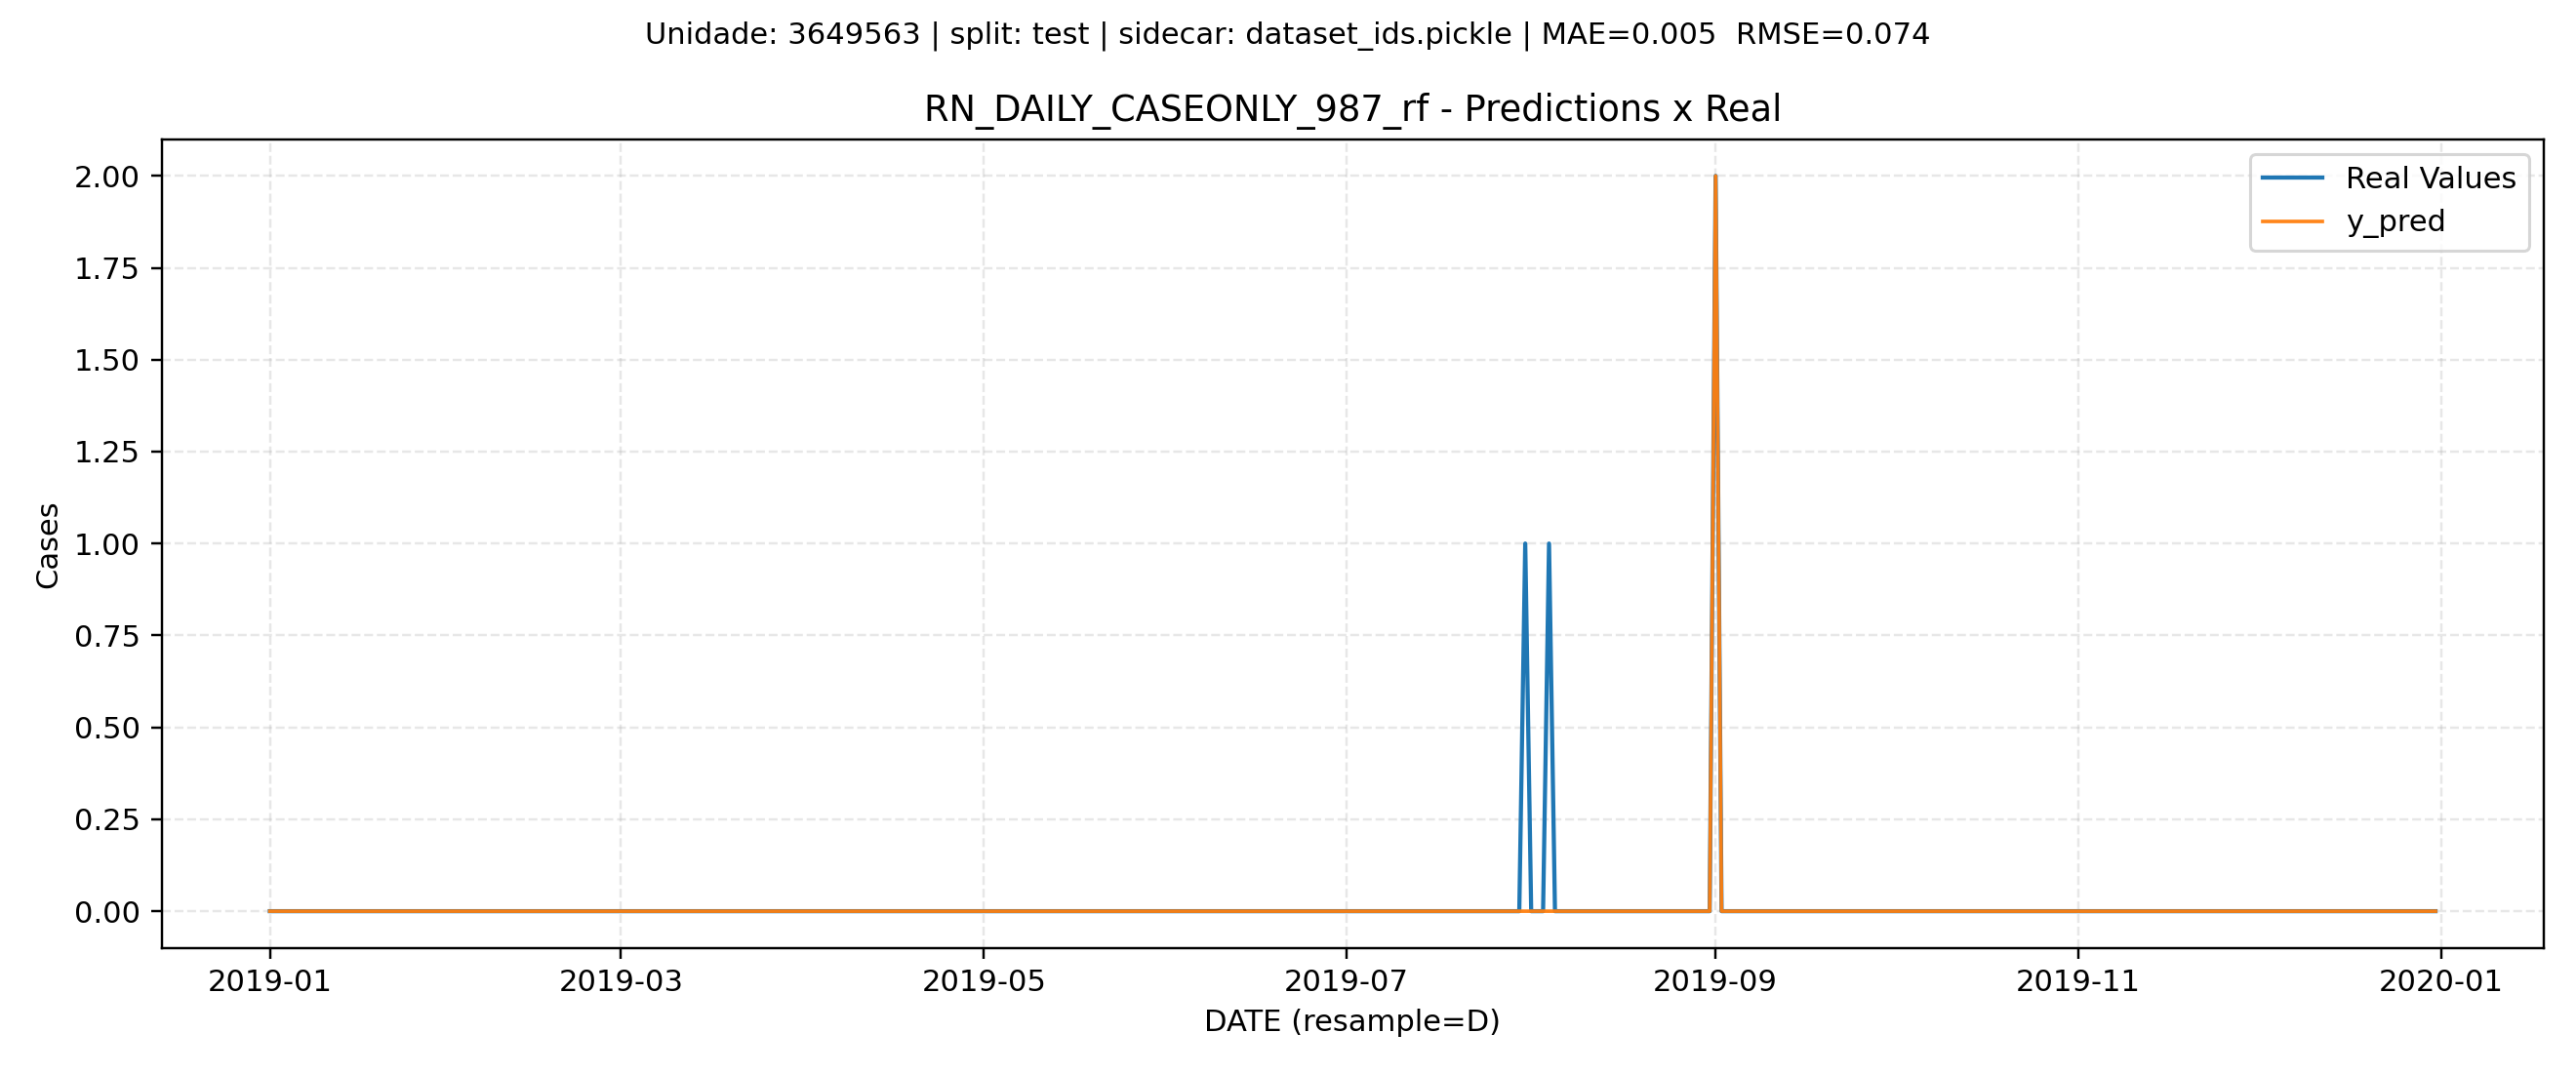 Unidade: 3649563 | split: test | sidecar: dataset_ids.pickle | MAE=0.005  RMSE=0.074
RN_DAILY_CASEONLY_987_rf - Predictions x Real
Real Values
y_pred
Cases
2.00
1.75
1.50
1.25
1.00
0.75
0.50
0.25
0.00
2019-01
2019-03
2019-05
2019-07
2019-09
2019-11
2020-01
DATE (resample=D)